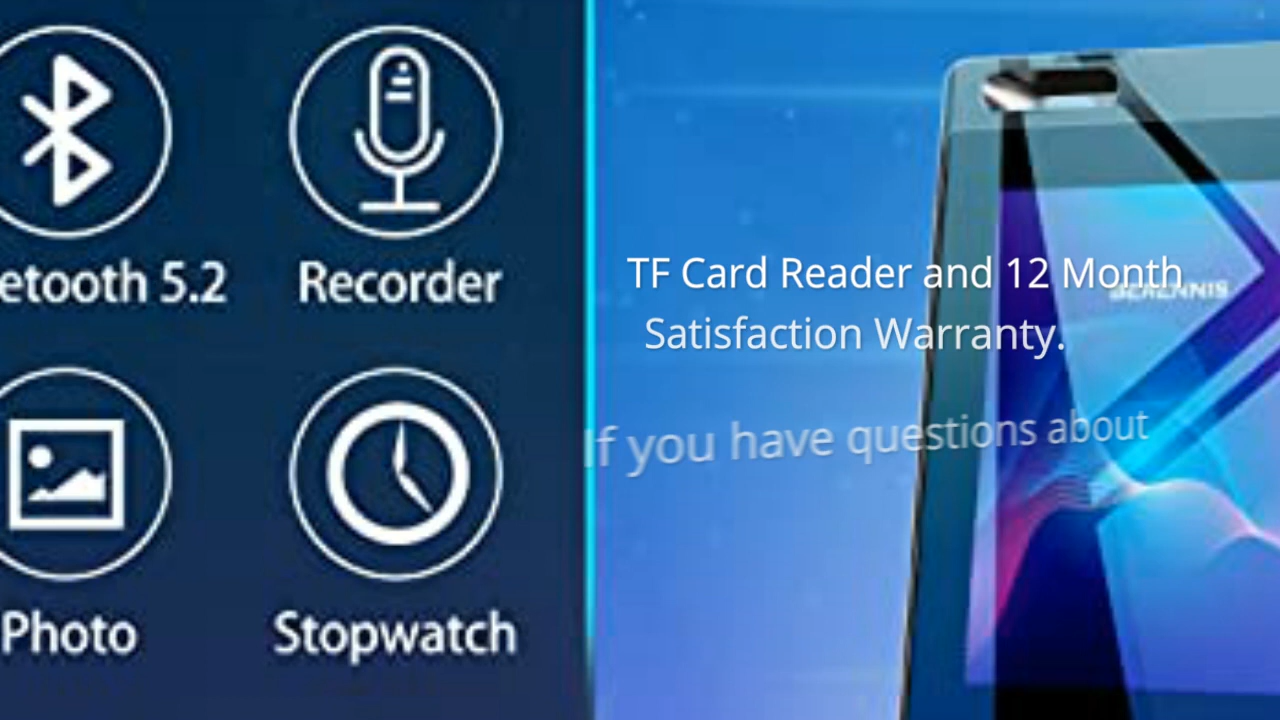 etooth 5.2
Recorder
Photo
Stopwatch
TF Card Reader and 12 Month
Satisfaction Warranty.
If you have questions about